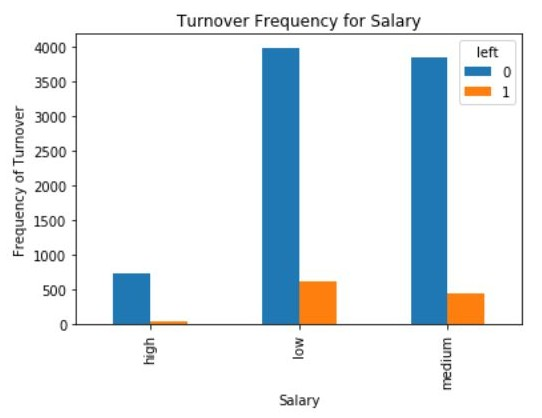 Turnover Frequency for Salary
left
0
1
4000
3500
3000
2500
2000
1500
1000
500
0
Frequency of Turnover
high
low
medium
Salary